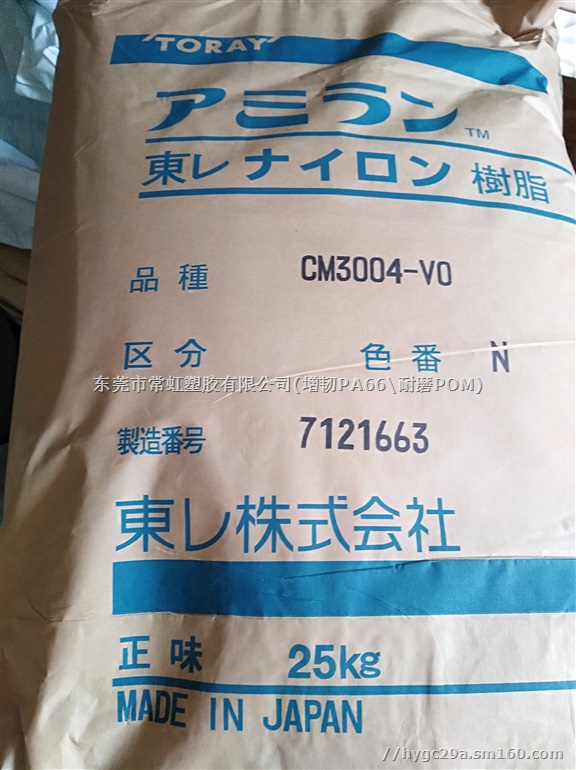 TORAY
アミラン™
東レ ナイロン 樹脂
品種 CM3004-V0
区分 色番 N
东莞市常虹塑胶有限公司(增韧PA66\耐磨POM)
製造番号 7121663
東レ株式会社
正味 25kg
MADE IN JAPAN
//hygc29a.sm160.com